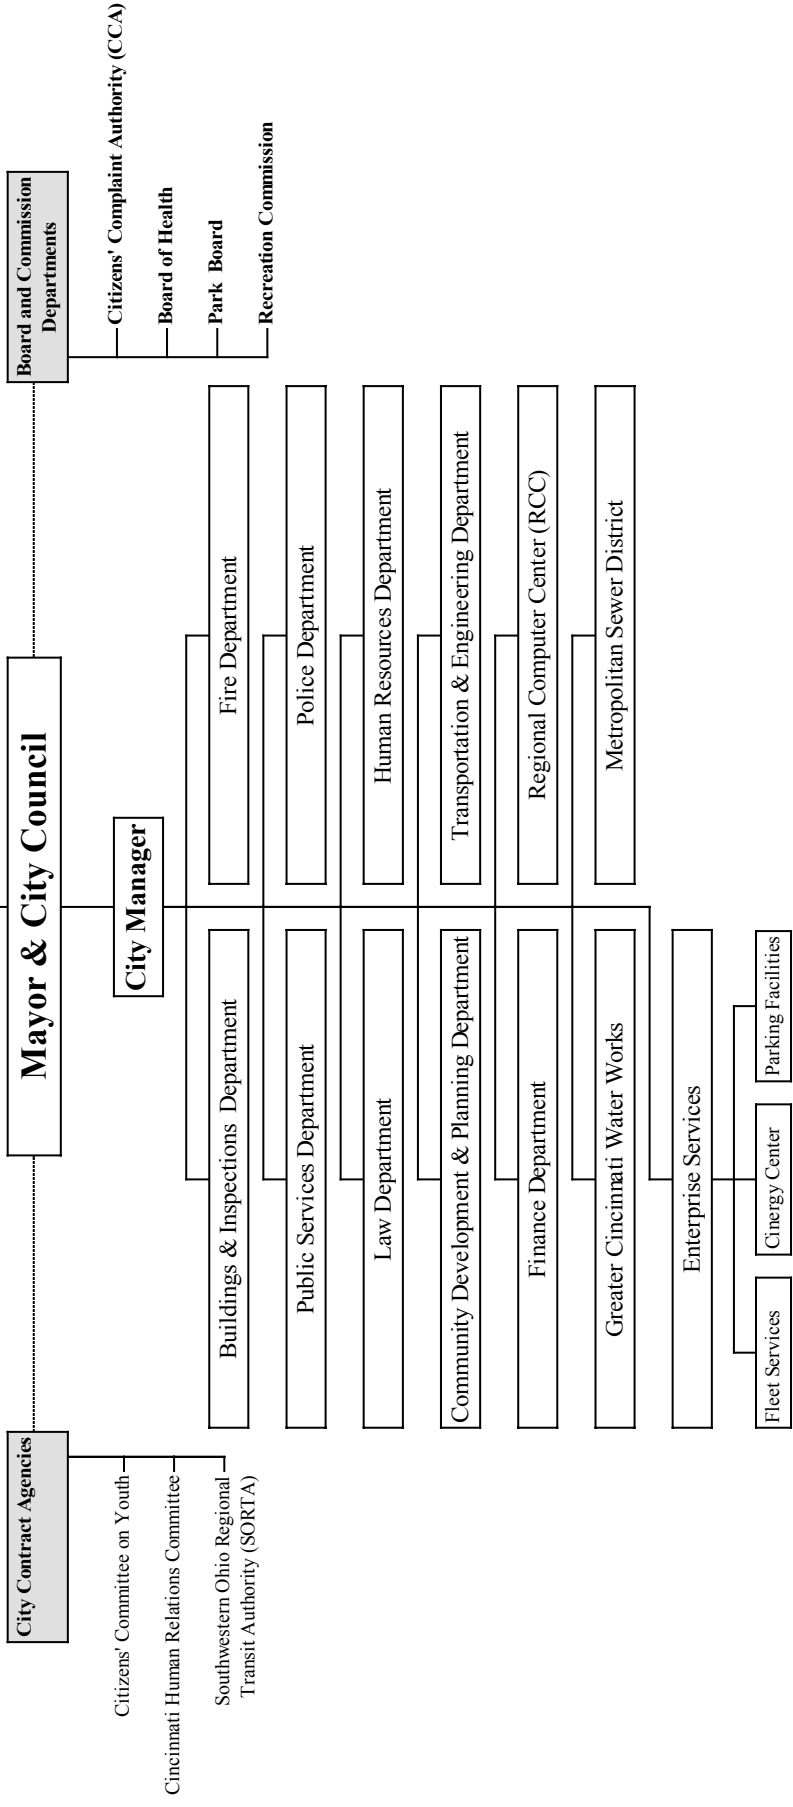 Mayor & City Council
City Contract Agencies
Citizens' Committee on Youth
Cincinnati Human Relations Committee
Southwestern Ohio Regional
Transit Authority (SORTA)
Board and Commission
Departments
Citizens' Complaint Authority (CCA)
Board of Health
Park Board
Recreation Commission
City Manager
Buildings & Inspections Department
Fire Department
Public Services Department
Police Department
Law Department
Human Resources Department
Community Development & Planning Department
Transportation & Engineering Department
Finance Department
Regional Computer Center (RCC)
Greater Cincinnati Water Works
Metropolitan Sewer District
Enterprise Services
Fleet Services
Cinergy Center
Parking Facilities